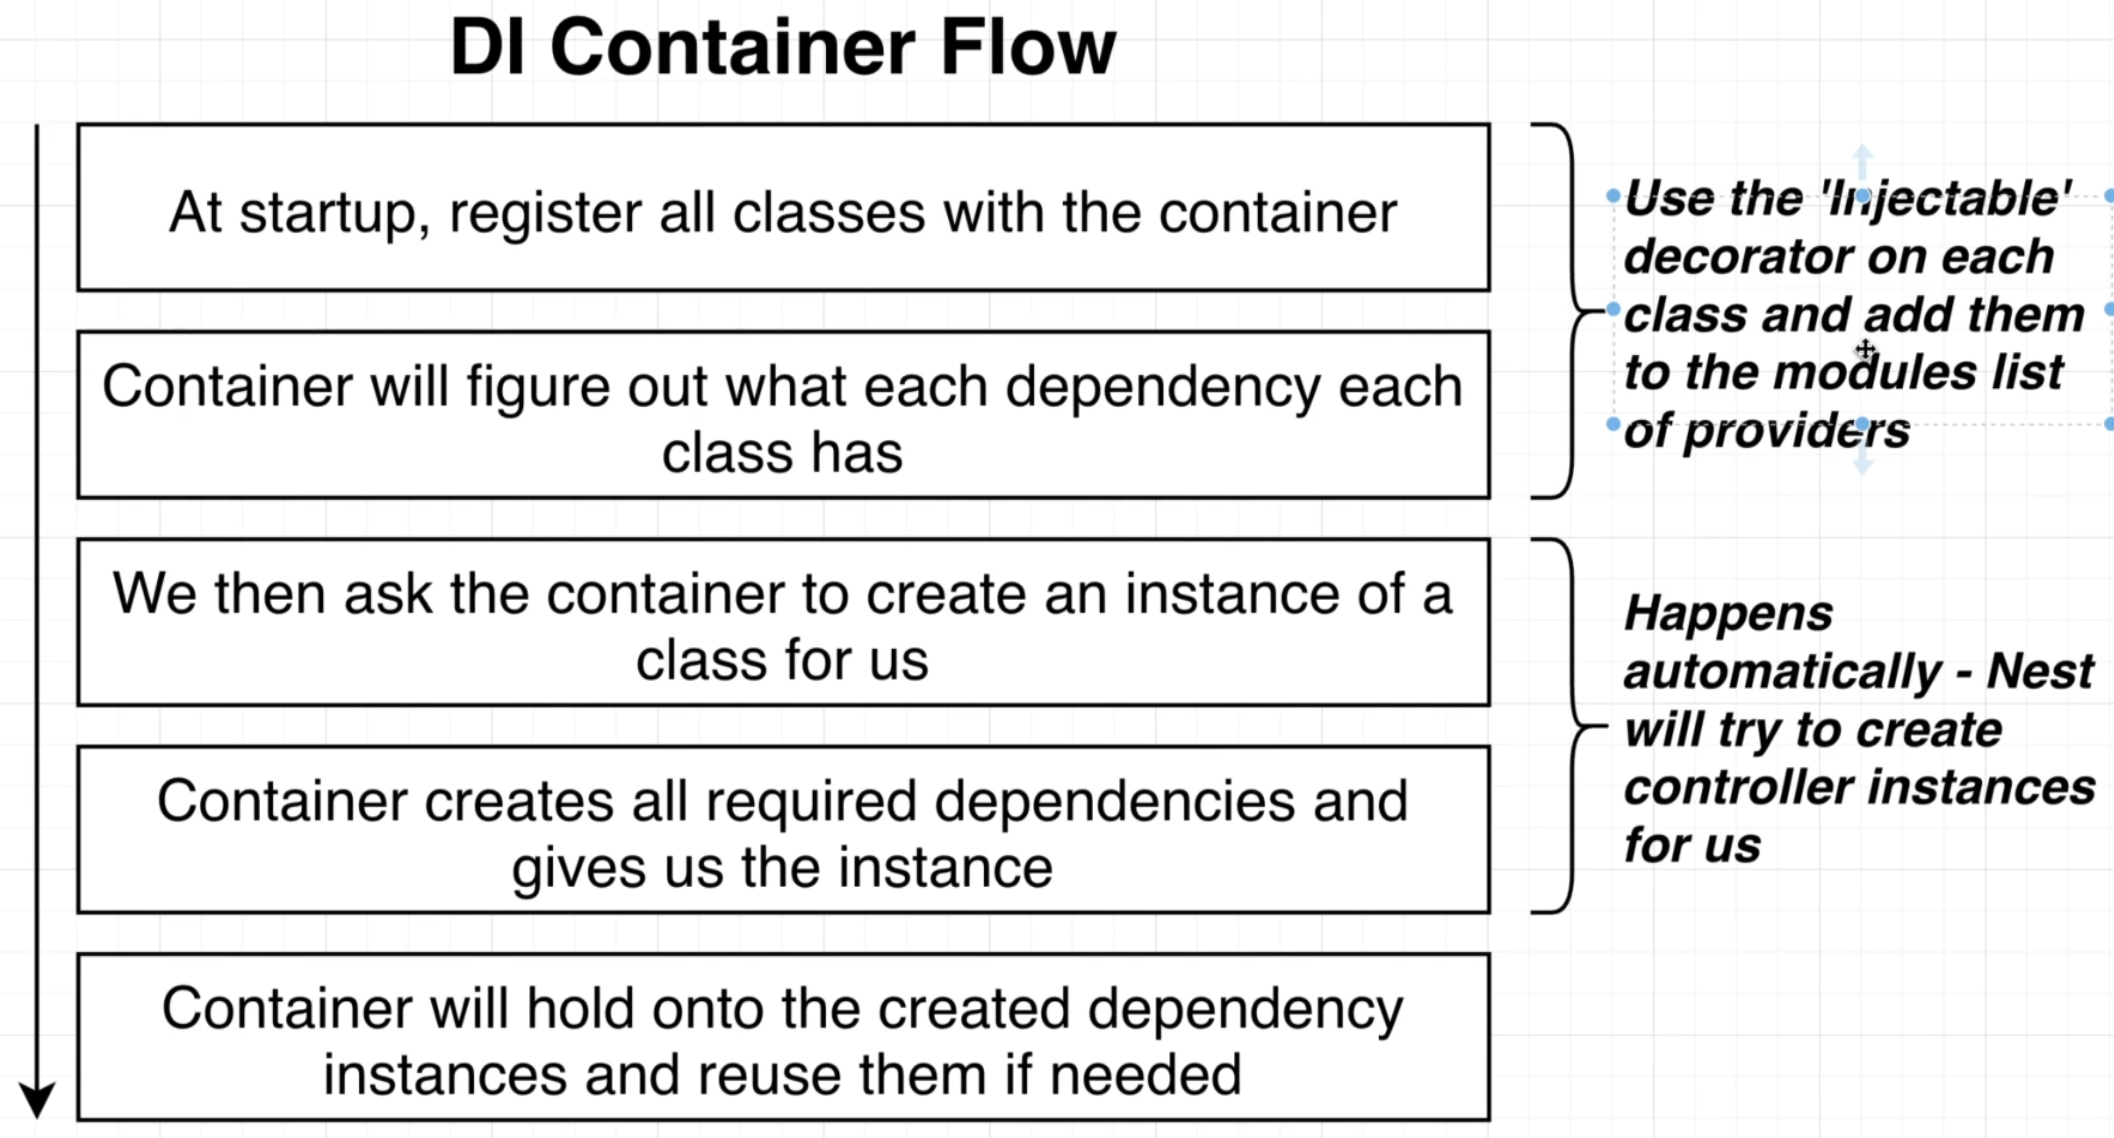 DI Container Flow
At startup, register all classes with the container
Container will figure out what each dependency each
class has
We then ask the container to create an instance of a
class for us
Container creates all required dependencies and
gives us the instance
Container will hold onto the created dependency
instances and reuse them if needed
Use the 'Injectable'
decorator on each
class and add them
to the modules list
of providers
Happens
automatically - Nest
will try to create
controller instances
for us